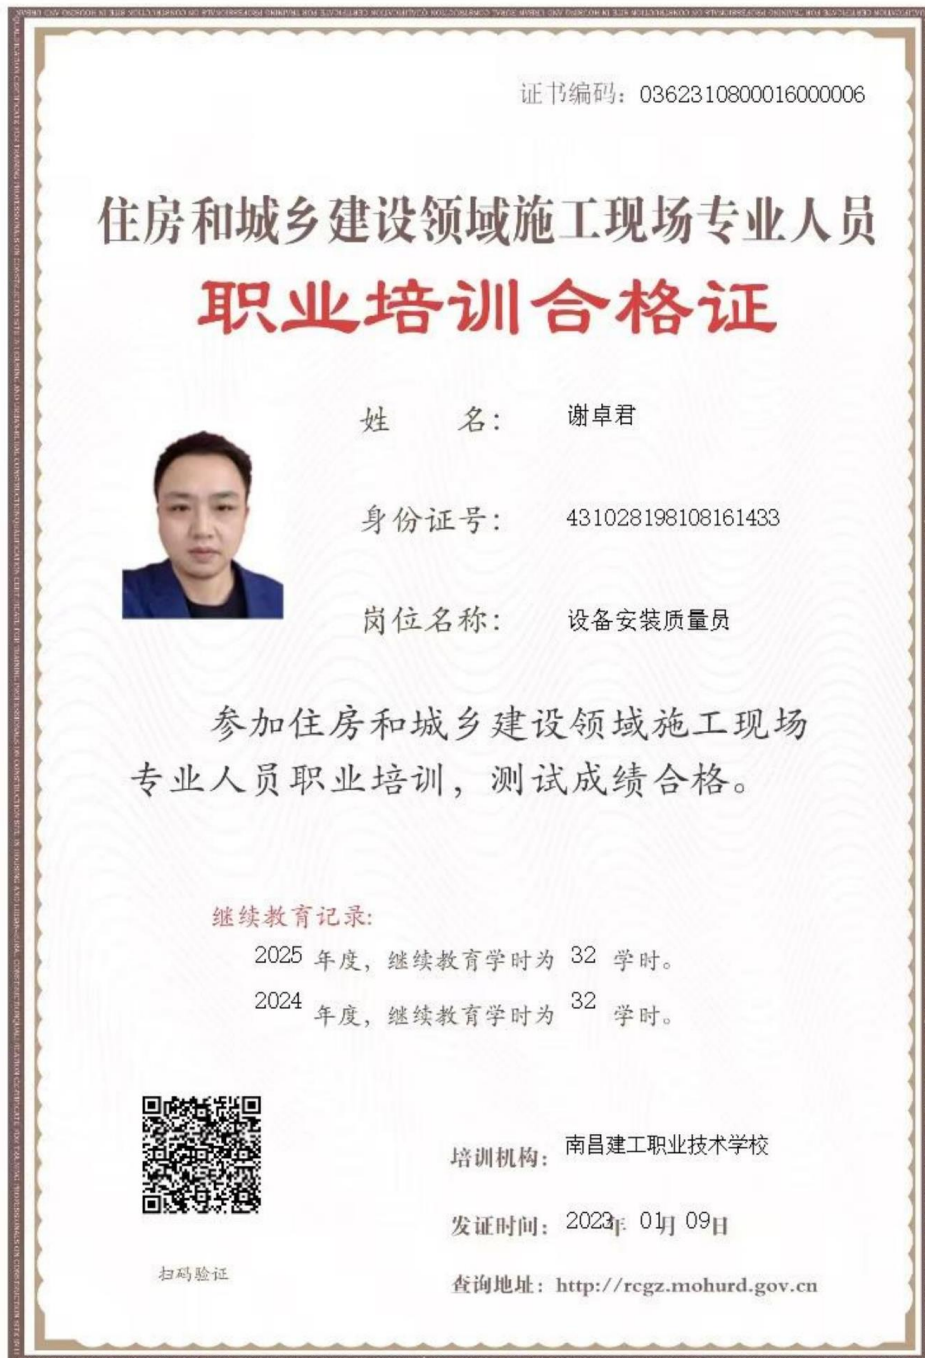 证书编码：0362310800016000006
住房和城乡建设领域施工现场专业人员
职业培训合格证
姓 名： 谢卓君
身份证号： 431028198108161433
岗位名称： 设备安装质量员
参加住房和城乡建设领域施工现场
专业人员职业培训，测试成绩合格。
继续教育记录:
2025 年度，继续教育学时为 32 学时。
2024 年度，继续教育学时为 32 学时。
培训机构： 南昌建工职业技术学校
发证时间： 2023年 01月 09日
扫码验证
查询地址：http://rcgz.mohurd.gov.cn